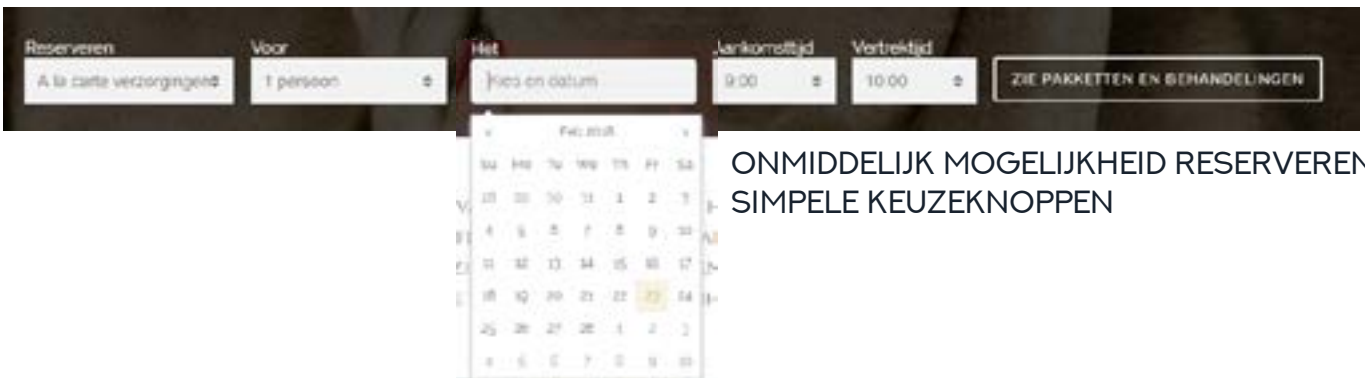 Reserveren Voor Het Aankomsttijd Vertrektijd
A la carte verzorgingen 1 persoon Kies en datum 9:00 10:00 ZIE PAKKETTEN EN BEHANDELINGEN
« Feb 2018 »
Su Mo Tu We Th Fr Sa
28 29 30 31 1 2 3
4 5 6 7 8 9 10
11 12 13 14 15 16 17
18 19 20 21 22 23 24
25 26 27 28 1 2 3
4 5 6 7 8 9 10
ONMIDDELIJK MOGELIJKHEID RESERVEREN
SIMPELE KEUZEKNOPPEN